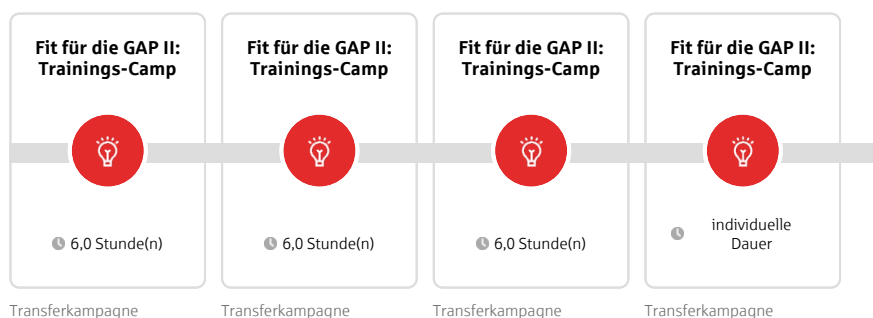 Fit für die GAP II:
Trainings-Camp
6,0 Stunde(n)
Transferkampagne
Fit für die GAP II:
Trainings-Camp
6,0 Stunde(n)
Transferkampagne
Fit für die GAP II:
Trainings-Camp
6,0 Stunde(n)
Transferkampagne
Fit für die GAP II:
Trainings-Camp
individuelle
Dauer
Transferkampagne